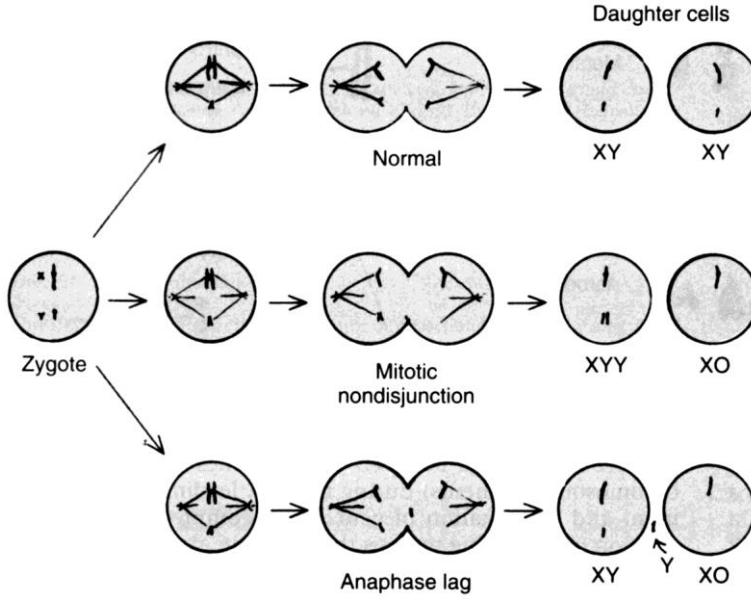 Daughter cells
Normal
XY
XY
Zygote
Mitotic
nondisjunction
XYY
XO
Anaphase lag
XY
Y
XO